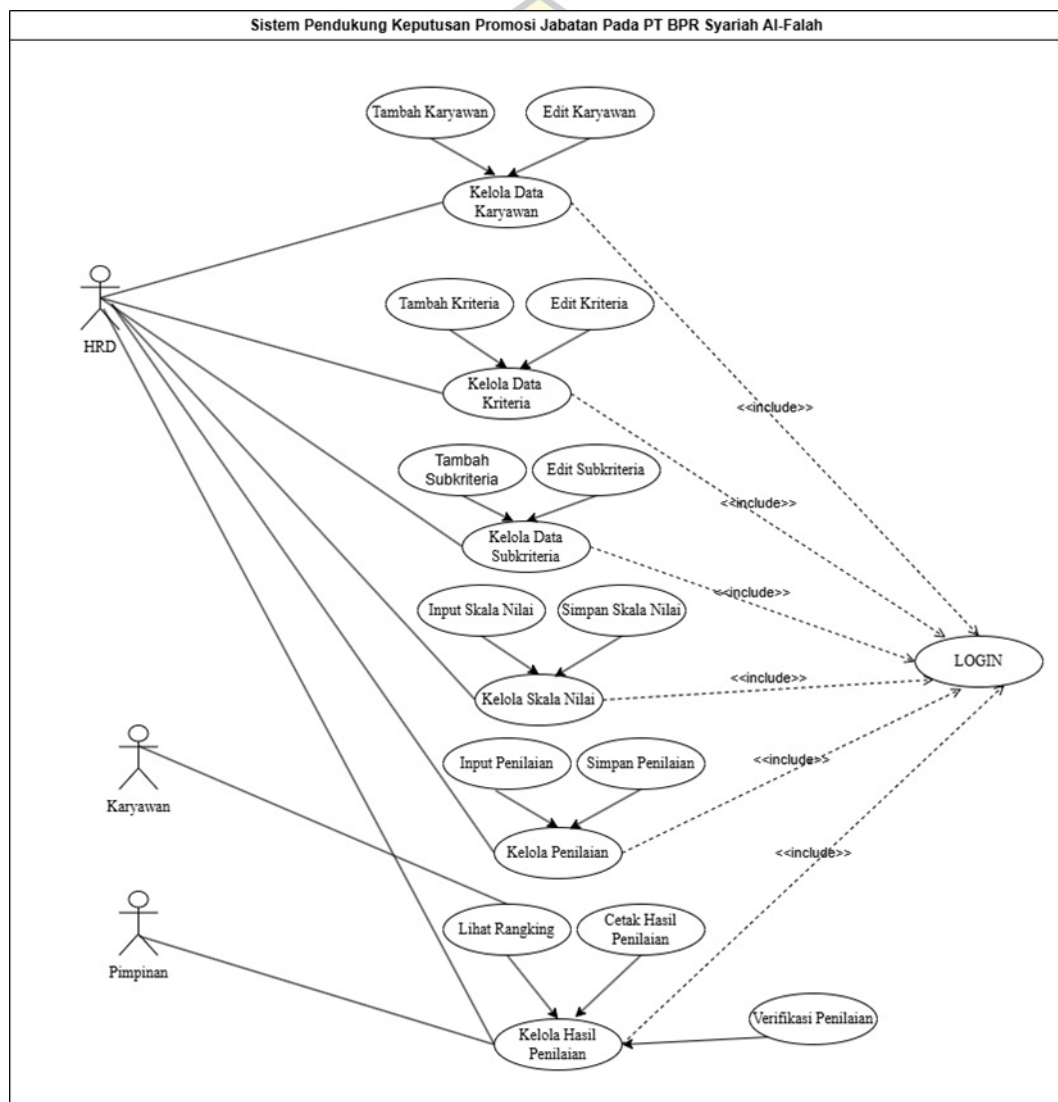 Sistem Pendukung Keputusan Promosi Jabatan Pada PT BPR Syariah Al-Falah
Tambah Karyawan
Edit Karyawan
Kelola Data
Karyawan
HRD
Tambah Kriteria
Edit Kriteria
Kelola Data
Kriteria
<<include>>
Tambah
Subkriteria
Edit Subkriteria
<<include>>
Kelola Data
Subkriteria
<<include>>
Input Skala Nilai
Simpan Skala Nilai
LOGIN
Kelola Skala Nilai
<<include>>
Karyawan
Input Penilaian
Simpan Penilaian
<<include>>
Kelola Penilaian
<<include>>
Pimpinan
Lihat Rangking
Cetak Hasil
Penilaian
Verifikasi Penilaian
Kelola Hasil
Penilaian